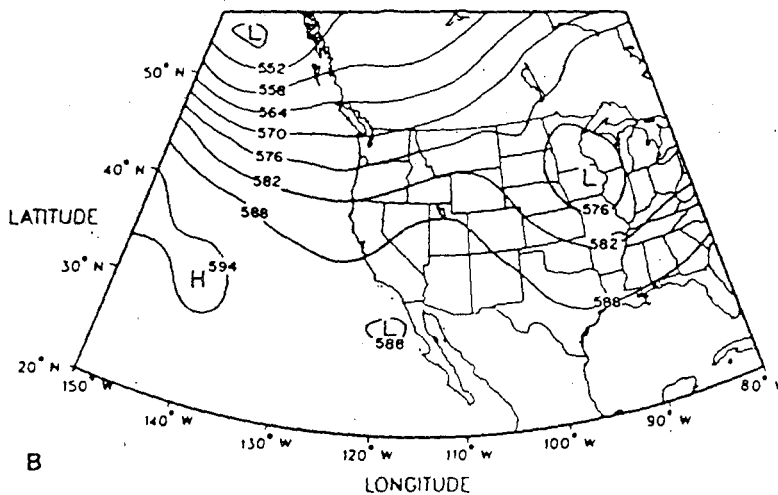 L
50° N
552
558
564
570
576
40° N
582
L
LATITUDE
588
576
582
30° N
H 594
588
L
588
20° N
150° W
80° W
140° W
90° W
130° W
120° W
110° W
100° W
B
LONGITUDE